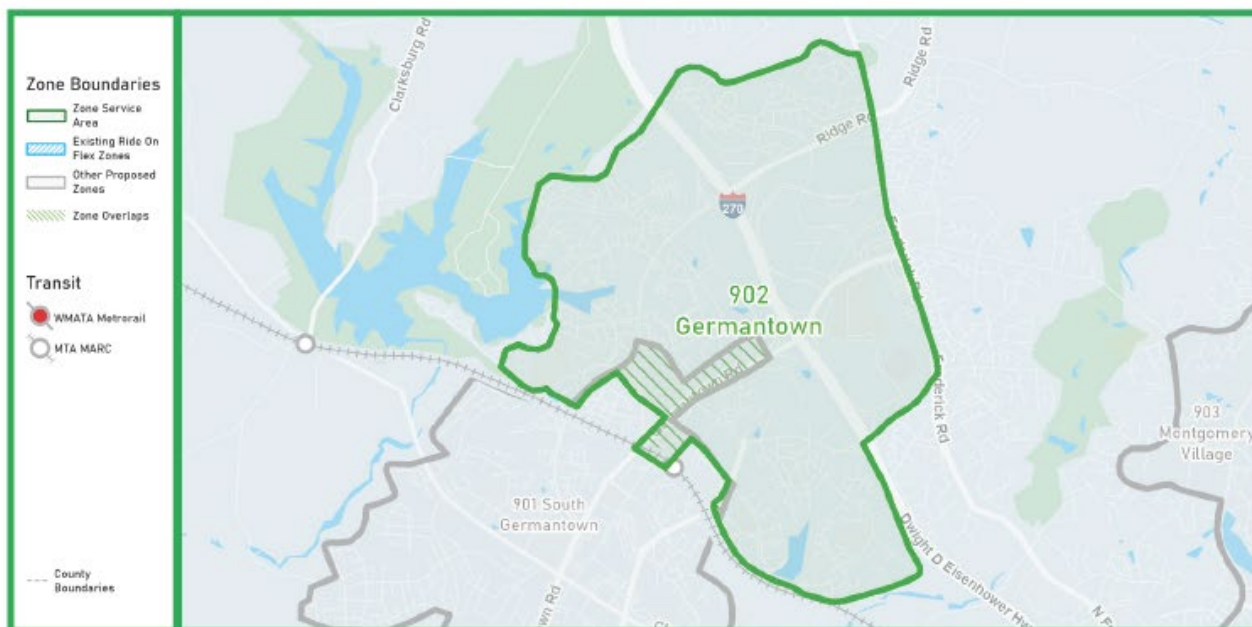 Zone Boundaries
Zone Service
Area
Existing Ride On
Flex Zones
Other Proposed
Zones
Zone Overlaps
Transit
WMATA Metrorail
MTA MARC
County
Boundaries
Clarksburg Rd
Ridge Rd
Ridge Rd
270
902
Germantown
Frederick Rd
903
Montgomery
Village
901 South
Germantown
Dwight D Eisenhower Hw